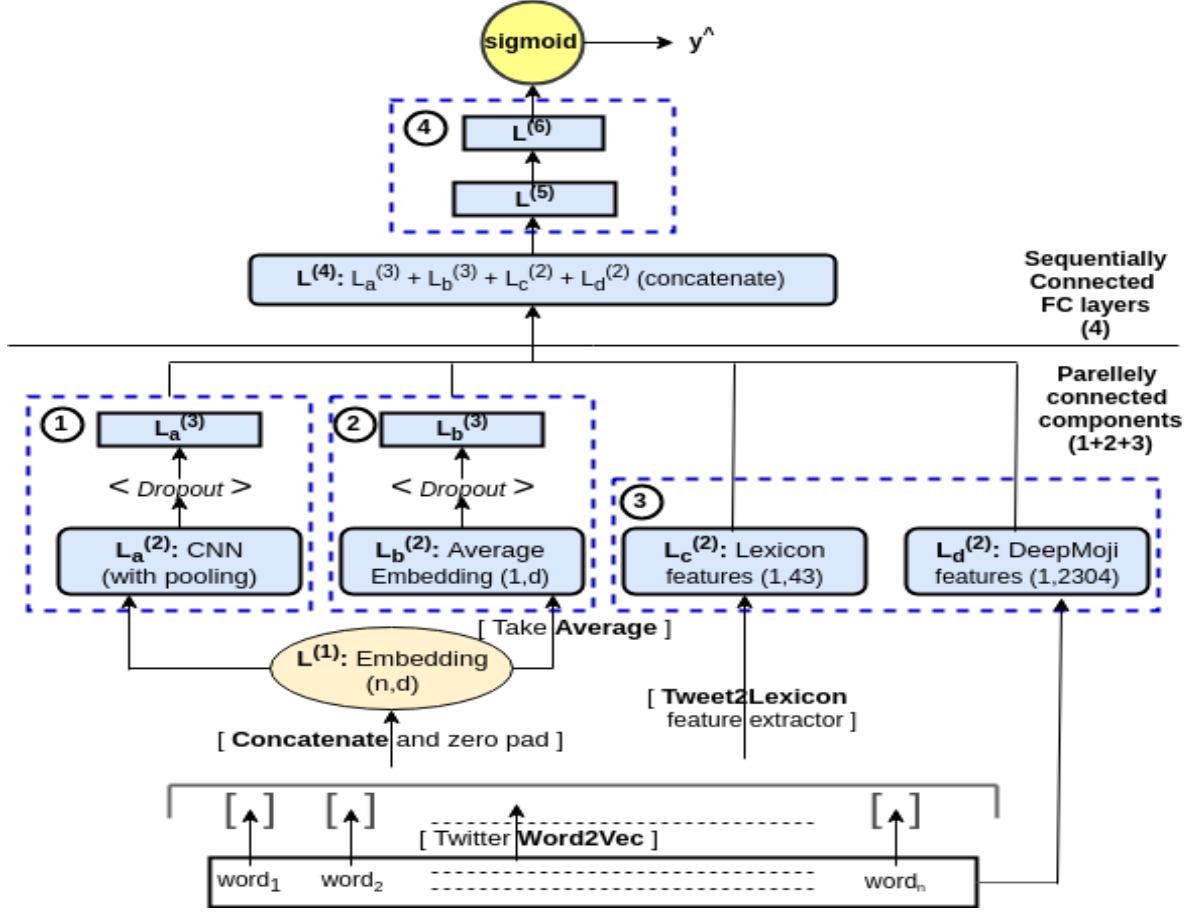 sigmoid
y^
4
L(6)
L(5)
L(4): La(3) + Lb(3) + Lc(2) + Ld(2) (concatenate)
Sequentially
Connected
FC layers
(4)
Parellely
connected
components
(1+2+3)
1
La(3)
< Dropout >
La(2): CNN
(with pooling)
2
Lb(3)
< Dropout >
Lb(2): Average
Embedding (1,d)
3
Lc(2): Lexicon
features (1,43)
Ld(2): DeepMoji
features (1,2304)
[ Take Average ]
L(1): Embedding
(n,d)
[ Tweet2Lexicon
feature extractor ]
[ Concatenate and zero pad ]
[ ] [ ] [ ]
[ Twitter Word2Vec ]
word1 word2 wordn